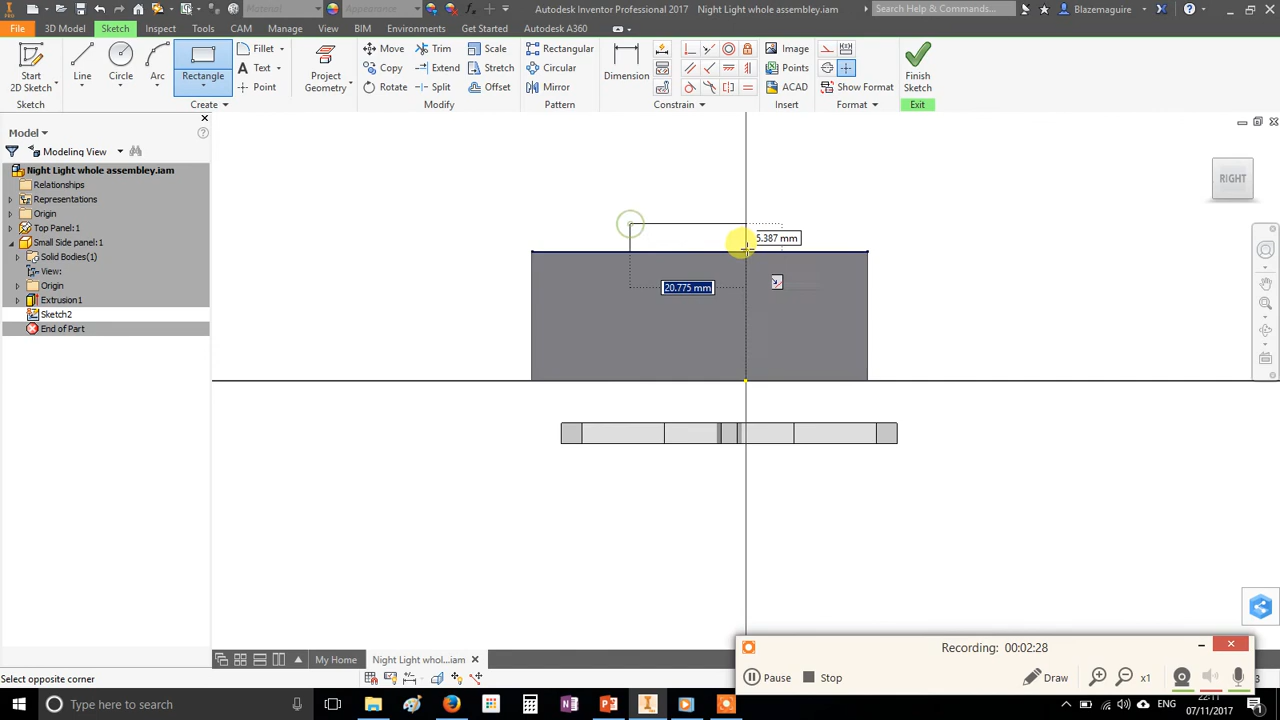 Material
Appearance
Autodesk Inventor Professional 2017 Night Light whole assembley.iam
Search Help & Commands...
Blazemaguire
File 3D Model Sketch Inspect Tools CAM Manage View BIM Environments Get Started Autodesk A360
Start 2D Sketch
Line
Circle
Arc
Rectangle
Fillet
Text
Point
Project Geometry
Move
Copy
Rotate
Trim
Extend
Split
Scale
Stretch
Offset
Rectangular
Circular
Mirror
Dimension
Image
Points
ACAD
Show Format
Finish Sketch
Sketch
Create
Modify
Pattern
Constrain
Insert
Format
Exit
Model
Modeling View
Night Light whole assembley.iam
Relationships
Representations
Origin
Top Panel:1
Small Side panel:1
Solid Bodies(1)
View:
Origin
Extrusion1
Sketch2
End of Part
RIGHT
5.387 mm
20.775 mm
My Home
Night Light whol...iam
Select opposite corner
Recording: 00:02:28
Pause
Stop
Draw
x1
Type here to search
ENG
22:11
07/11/2017